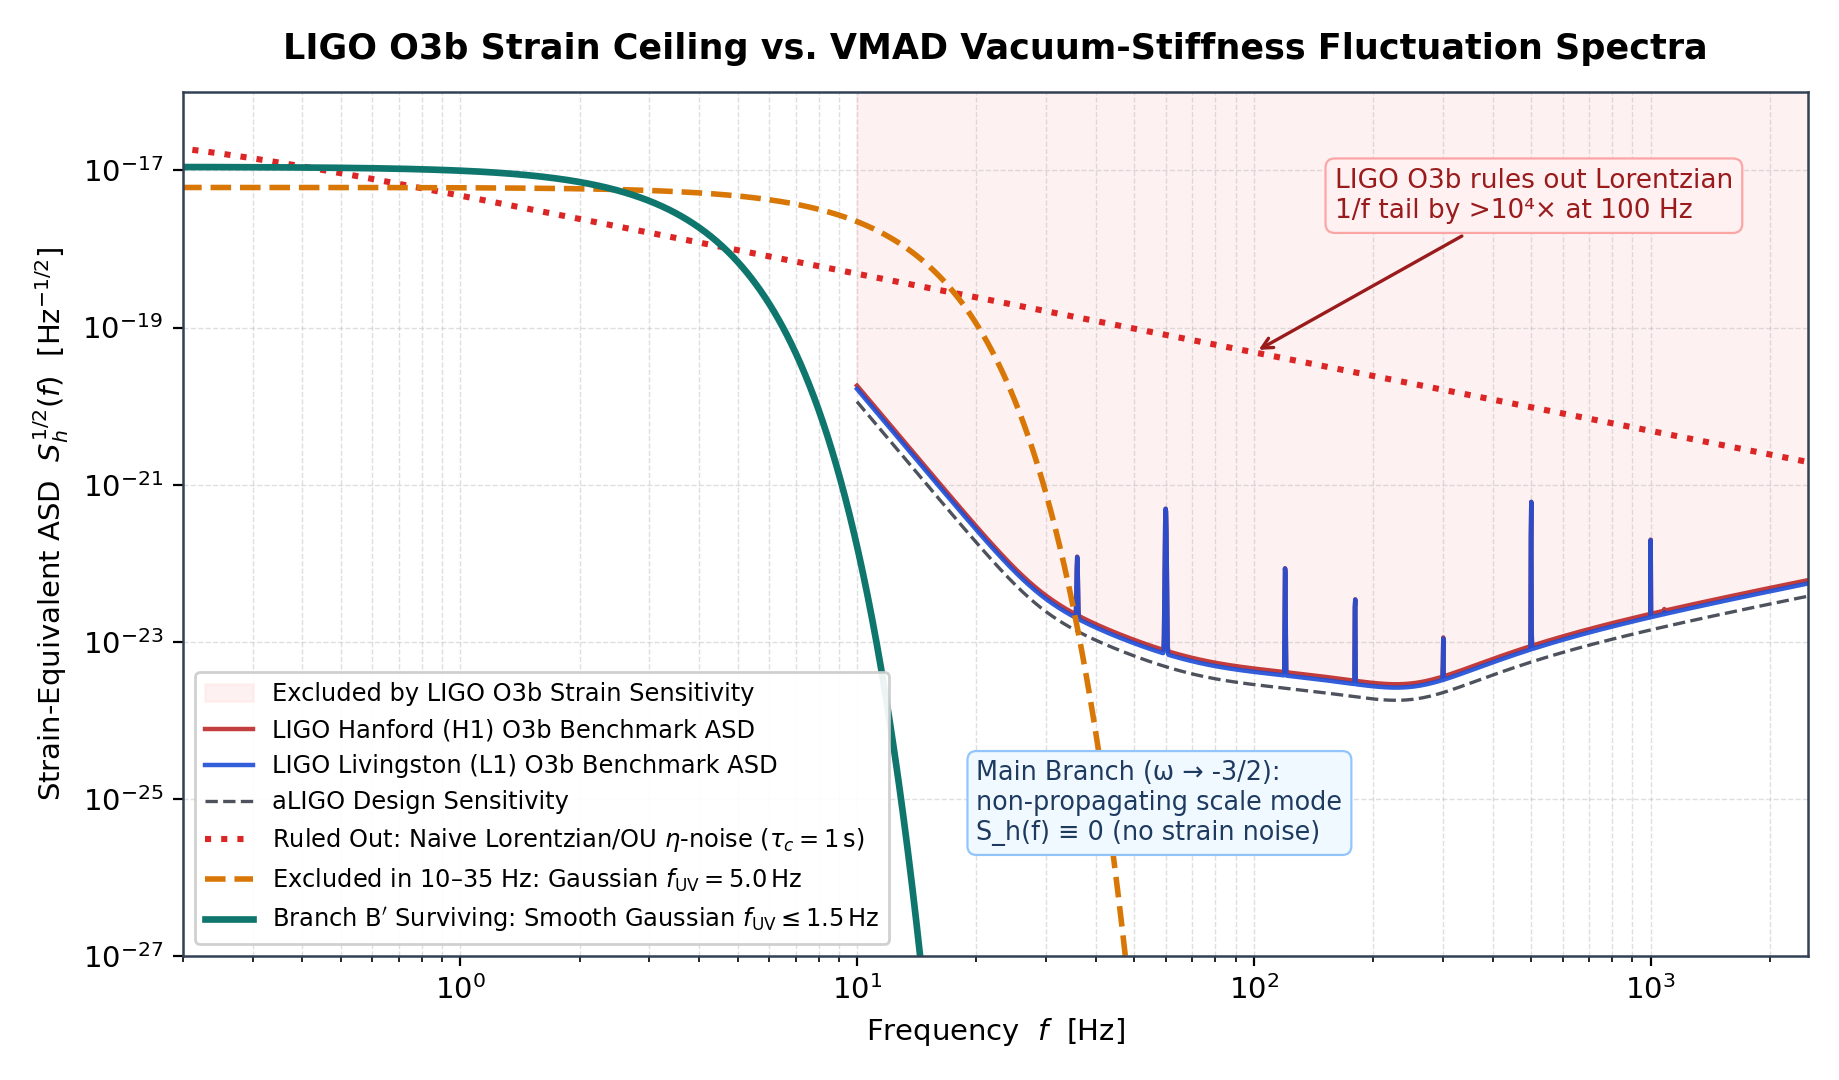 LIGO O3b Strain Ceiling vs. VMAD Vacuum-Stiffness Fluctuation Spectra
Strain-Equivalent ASD S_h^{1/2}(f) [Hz^{−1/2}]
10^{−17}
10^{−19}
10^{−21}
10^{−23}
10^{−25}
10^{−27}
LIGO O3b rules out Lorentzian
1/f tail by >10⁴× at 100 Hz
Excluded by LIGO O3b Strain Sensitivity
LIGO Hanford (H1) O3b Benchmark ASD
LIGO Livingston (L1) O3b Benchmark ASD
aLIGO Design Sensitivity
Ruled Out: Naive Lorentzian/OU η-noise (τ_c = 1 s)
Excluded in 10–35 Hz: Gaussian f_UV = 5.0 Hz
Branch B′ Surviving: Smooth Gaussian f_UV ≤ 1.5 Hz
Main Branch (ω → -3/2):
non-propagating scale mode
S_h(f) ≡ 0 (no strain noise)
10^0
10^1
10^2
10^3
Frequency f [Hz]